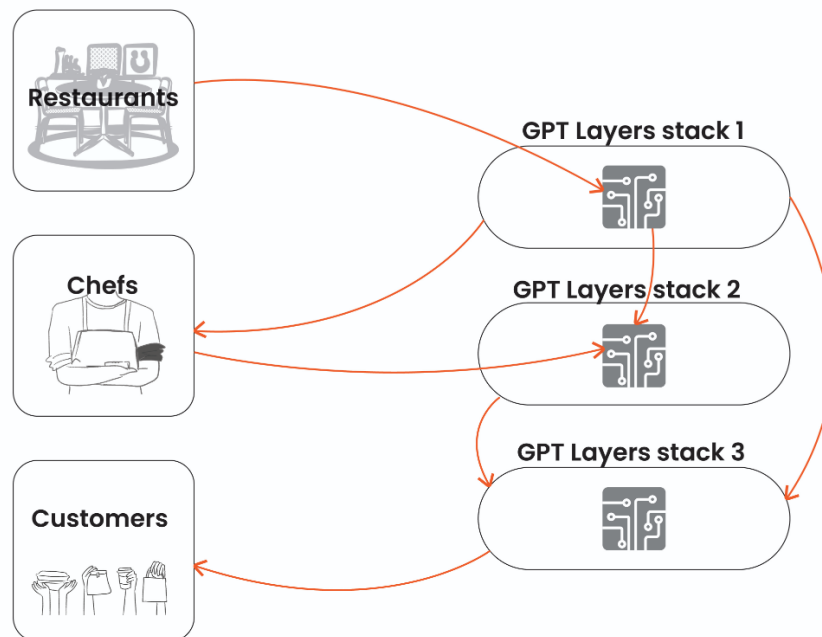 Restaurants
GPT Layers stack 1
Chefs
GPT Layers stack 2
GPT Layers stack 3
Customers